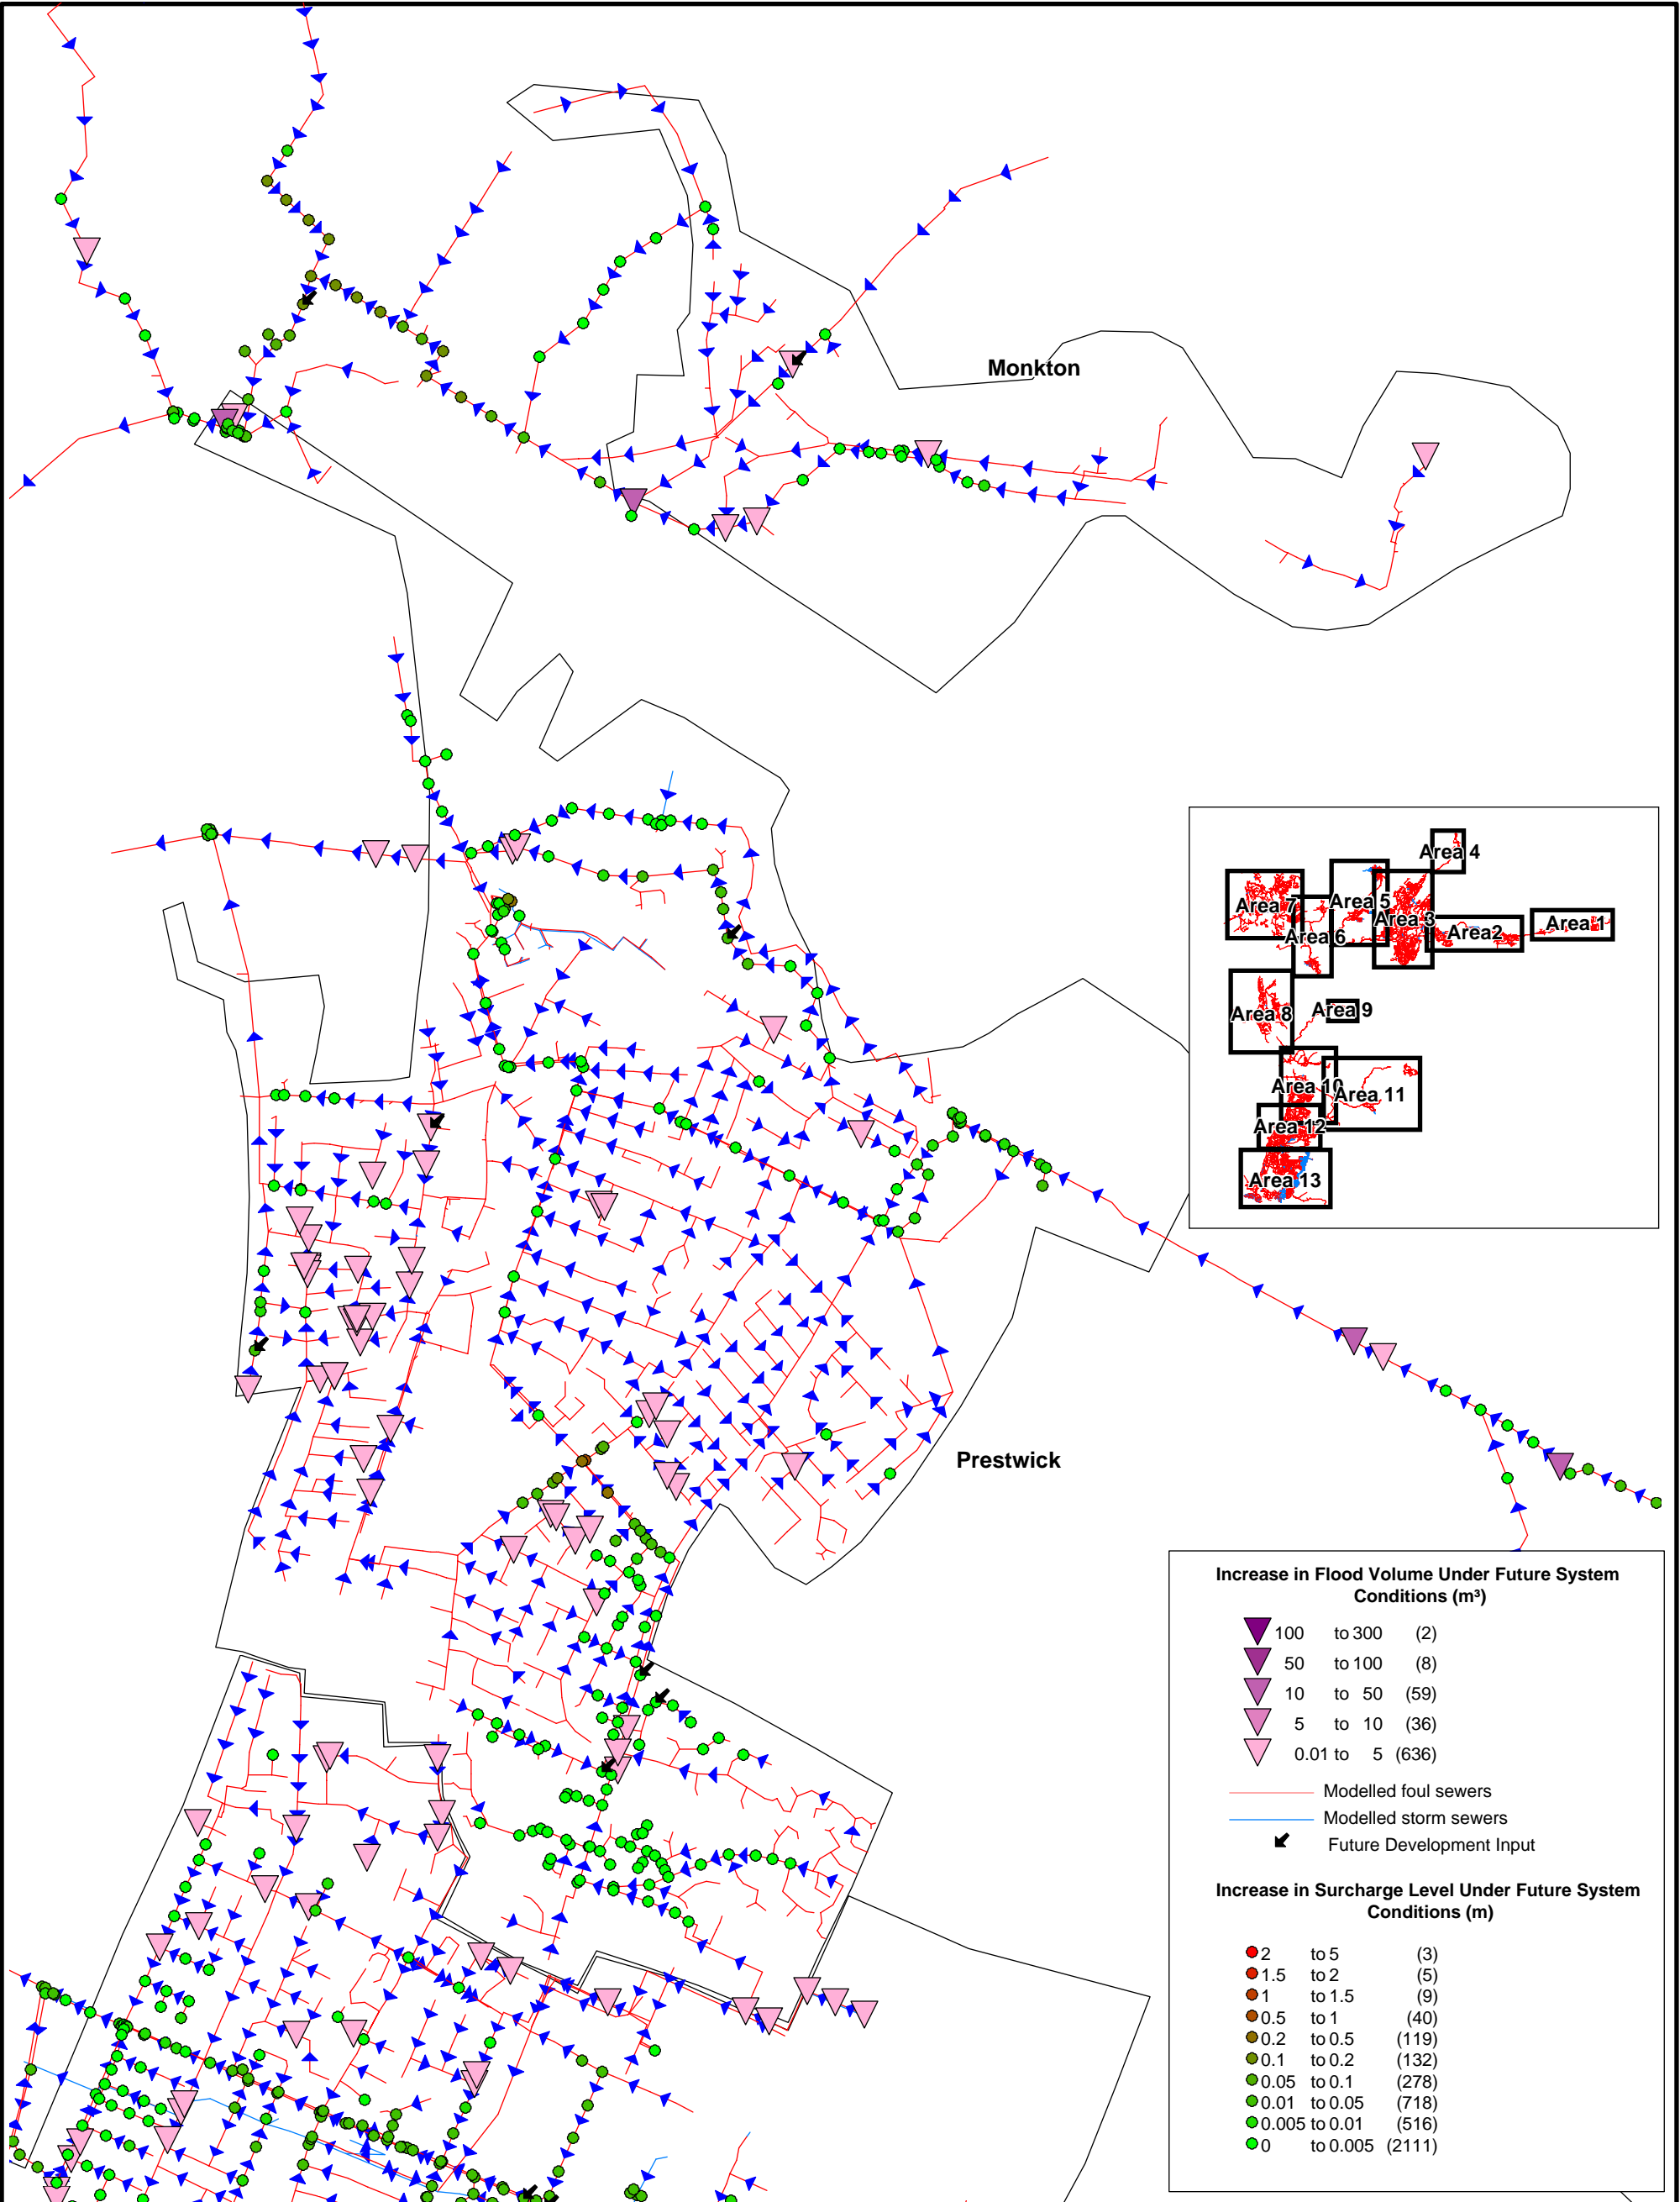 Monkton
Area 4
Area 7
Area 5
Area 3
Area 1
Area2
Area 6
Area 9
Area 8
Area 10
Area 11
Area 12
Area 13
Prestwick
Increase in Flood Volume Under Future System
Conditions (m³)
100 to 300 (2)
50 to 100 (8)
10 to 50 (59)
5 to 10 (36)
0.01 to 5 (636)
Modelled foul sewers
Modelled storm sewers
Future Development Input
Increase in Surcharge Level Under Future System
Conditions (m)
2 to 5 (3)
1.5 to 2 (5)
1 to 1.5 (9)
0.5 to 1 (40)
0.2 to 0.5 (119)
0.1 to 0.2 (132)
0.05 to 0.1 (278)
0.01 to 0.05 (718)
0.005 to 0.01 (516)
0 to 0.005 (2111)